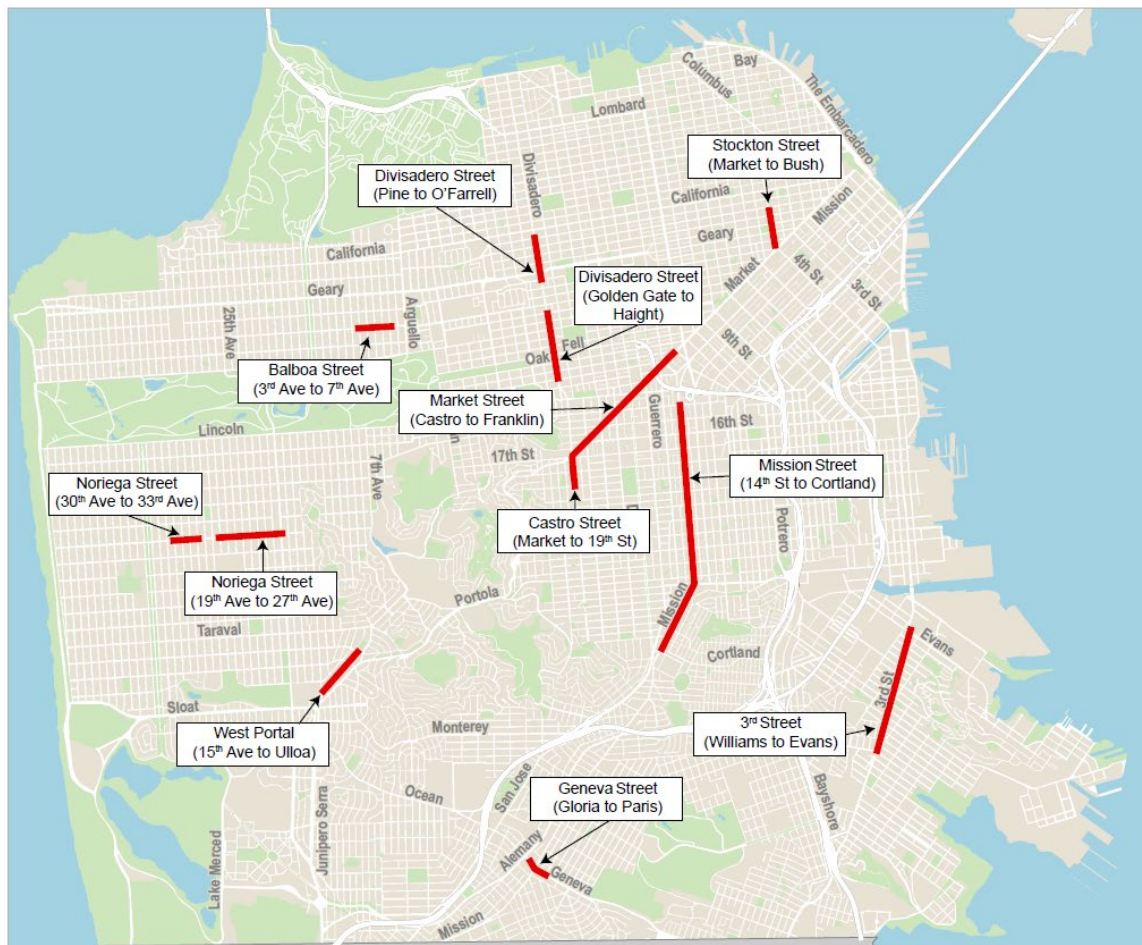 Bay
Columbus
The Embarcadero
Lombard
Stockton Street
(Market to Bush)
Divisadero Street
(Pine to O'Farrell)
Divisadero
California
Mission
Geary
California
Market
4th St
3rd St
Geary
Divisadero Street
(Golden Gate to
Haight)
25th Ave
Arguello
9th St
Fell
Oak
Balboa Street
(3rd Ave to 7th Ave)
Market Street
(Castro to Franklin)
Guerrero
16th St
Lincoln
17th St
7th Ave
Mission Street
(14th St to Cortland)
Noriega Street
(30th Ave to 33rd Ave)
Castro Street
(Market to 19th St)
Potrero
Noriega Street
(19th Ave to 27th Ave)
Portola
Mission
Taraval
Cortland
Evans
Sloat
3rd St
West Portal
(15th Ave to Ulloa)
Monterey
3rd Street
(Williams to Evans)
San Jose
Geneva Street
(Gloria to Paris)
Ocean
Bayshore
Junipero Serra
Alemany
Geneva
Lake Merced
Mission